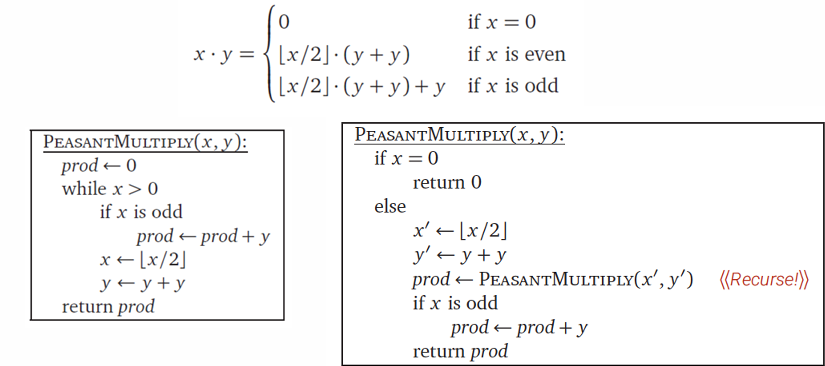 x · y = { 0 if x = 0
⌊x/2⌋ · (y + y) if x is even
⌊x/2⌋ · (y + y) + y if x is odd
PEASANTMULTIPLY(x, y):
prod ← 0
while x > 0
if x is odd
prod ← prod + y
x ← ⌊x/2⌋
y ← y + y
return prod
PEASANTMULTIPLY(x, y):
if x = 0
return 0
else
x′ ← ⌊x/2⌋
y′ ← y + y
prod ← PEASANTMULTIPLY(x′, y′) ⟨⟨Recurse!⟩⟩
if x is odd
prod ← prod + y
return prod